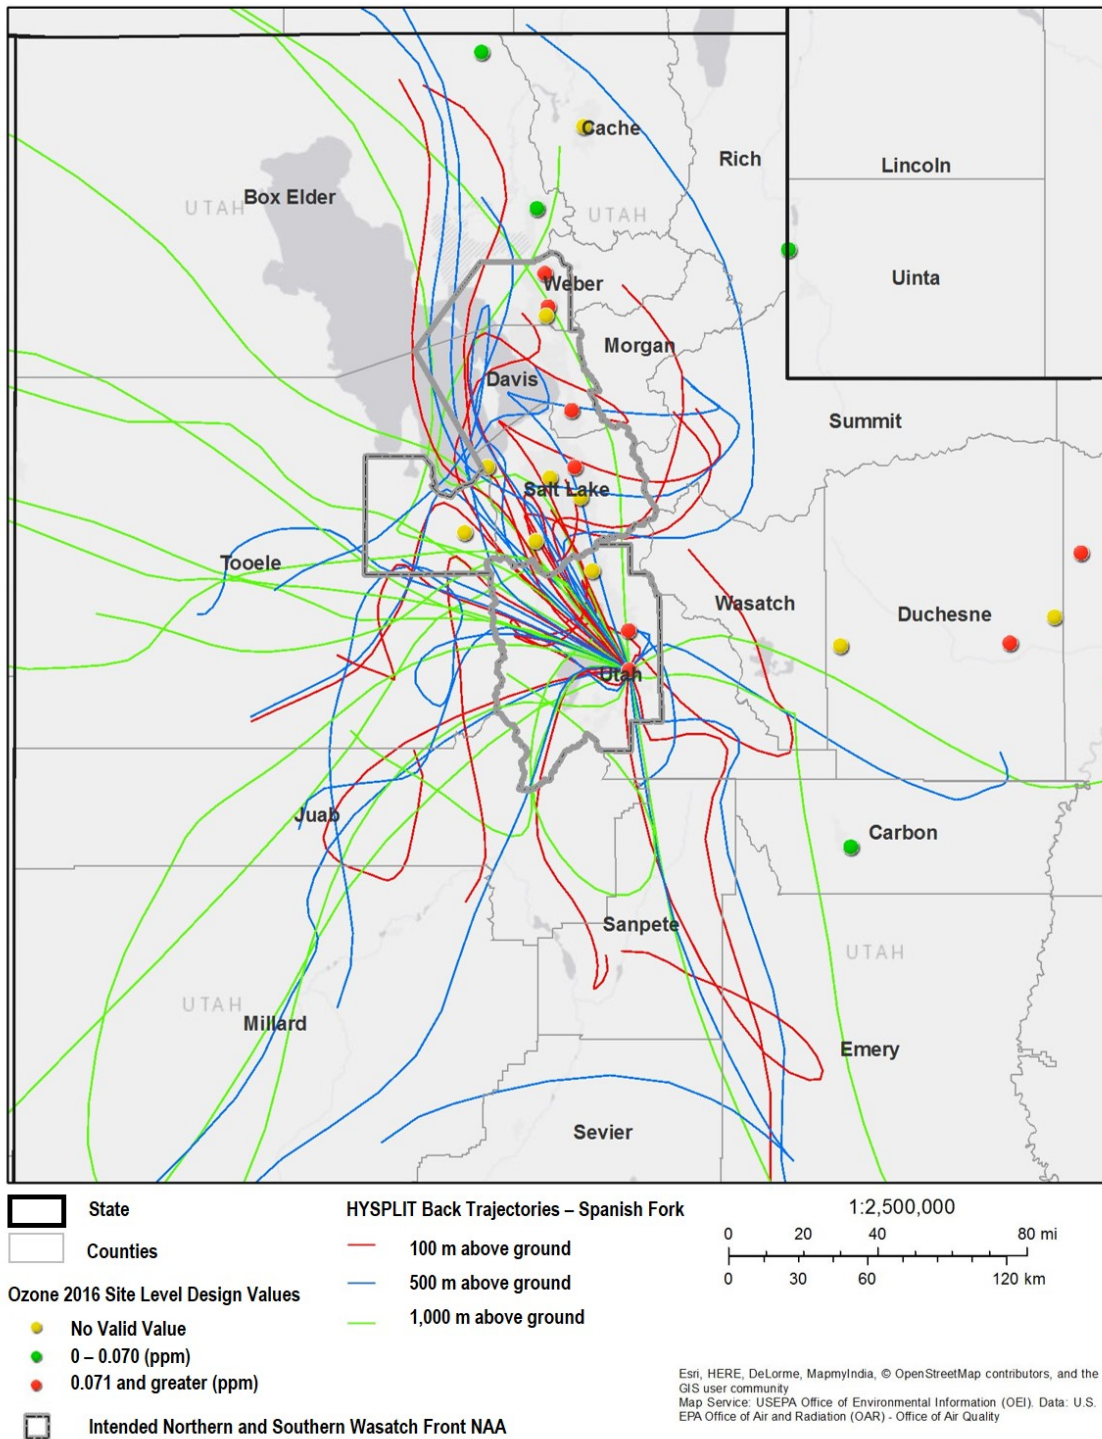 Cache
Rich
Lincoln
UTAH
Box Elder
UTAH
Uinta
Weber
Morgan
Davis
Summit
Salt Lake
Tooele
Wasatch
Duchesne
Utah
Juab
Carbon
Sanpete
UTAH
UTAH
Millard
Emery
Sevier
State
Counties
Ozone 2016 Site Level Design Values
No Valid Value
0 – 0.070 (ppm)
0.071 and greater (ppm)
Intended Northern and Southern Wasatch Front NAA
HYSPLIT Back Trajectories – Spanish Fork
100 m above ground
500 m above ground
1,000 m above ground
1:2,500,000
0 20 40 80 mi
0 30 60 120 km
Esri, HERE, DeLorme, MapmyIndia, © OpenStreetMap contributors, and the
GIS user community
Map Service: USEPA Office of Environmental Information (OEI). Data: U.S.
EPA Office of Air and Radiation (OAR) - Office of Air Quality